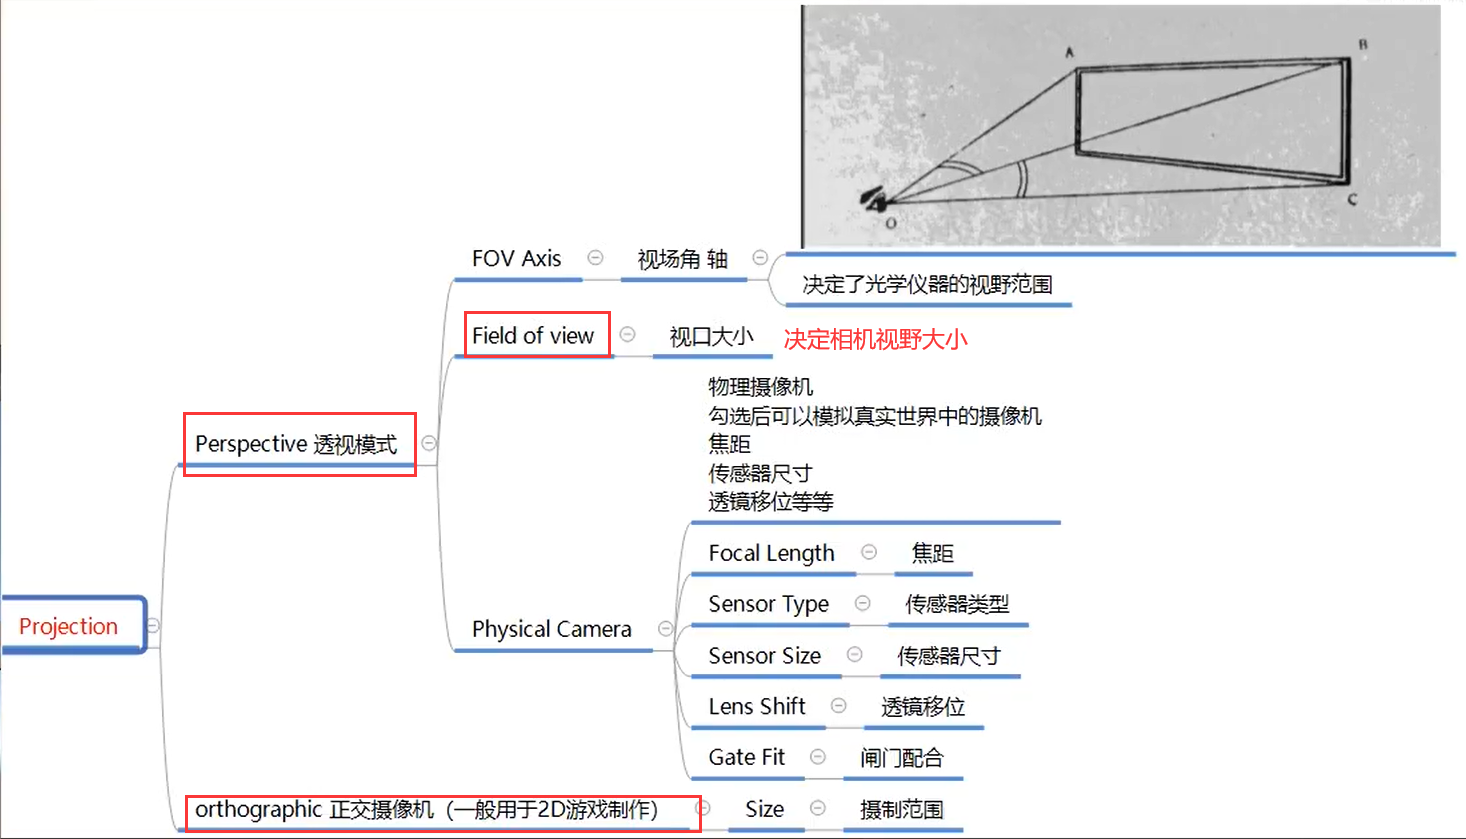 A
B
O
C
FOV Axis
视场角 轴
决定了光学仪器的视野范围
Field of view
视口大小
决定相机视野大小
物理摄像机
勾选后可以模拟真实世界中的摄像机
焦距
传感器尺寸
透镜移位等等
Perspective 透视模式
Focal Length
焦距
Sensor Type
传感器类型
Projection
Physical Camera
Sensor Size
传感器尺寸
Lens Shift
透镜移位
Gate Fit
闸门配合
orthographic 正交摄像机（一般用于2D游戏制作）
Size
摄制范围